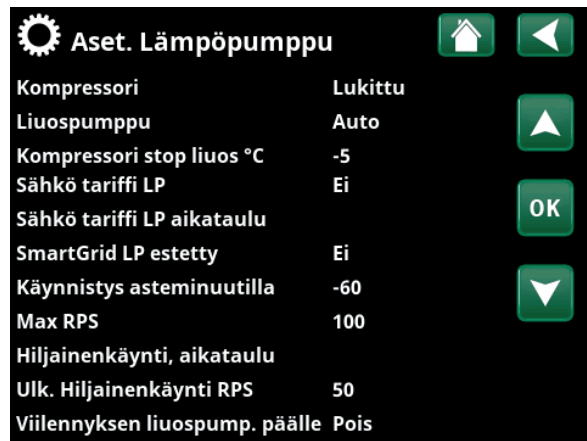 Aset. Lämpöpumppu
Kompressori Lukittu
Liuospumppu Auto
Kompressori stop liuos °C -5
Sähkö tariffi LP Ei
Sähkö tariffi LP aikataulu
OK
SmartGrid LP estetty Ei
Käynnistys asteminuutilla -60
Max RPS 100
Hiljainenkäynti, aikataulu
Ulk. Hiljainenkäynti RPS 50
Viilennyksen liuospump. päälle Pois